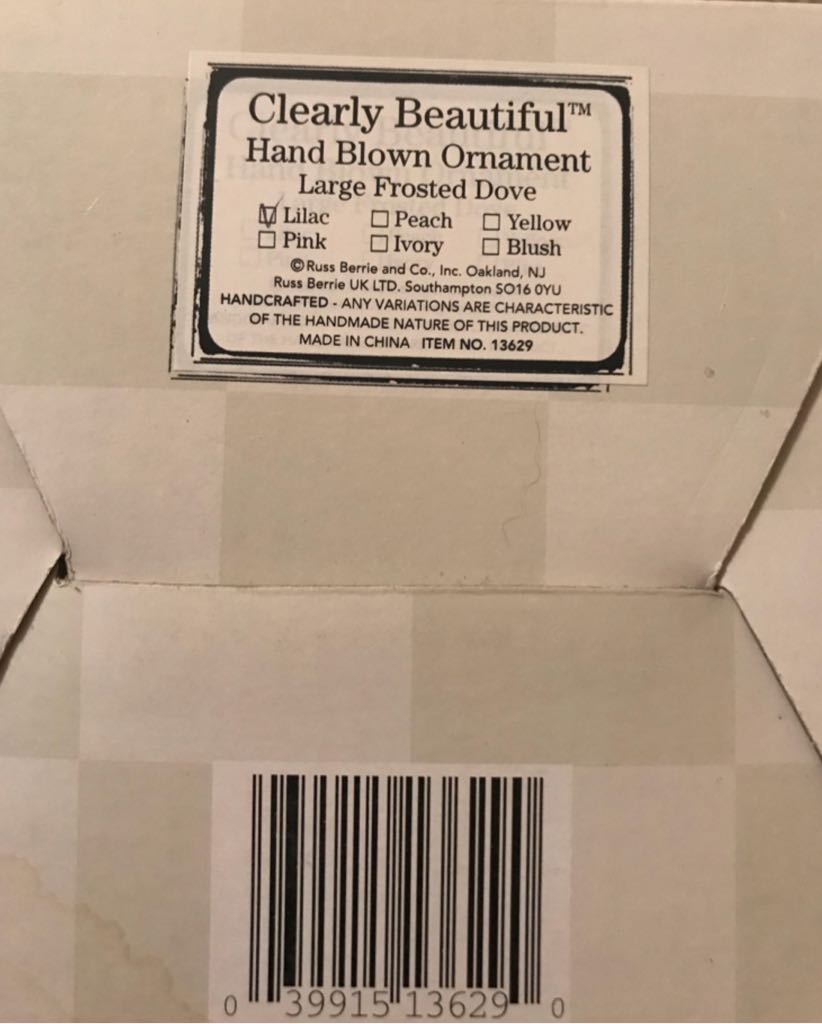 Clearly Beautiful™
Hand Blown Ornament
Large Frosted Dove
☑ Lilac ☐ Peach ☐ Yellow
☐ Pink ☐ Ivory ☐ Blush
©Russ Berrie and Co., Inc. Oakland, NJ
Russ Berrie UK LTD. Southampton SO16 0YU
HANDCRAFTED - ANY VARIATIONS ARE CHARACTERISTIC
OF THE HANDMADE NATURE OF THIS PRODUCT.
MADE IN CHINA ITEM NO. 13629
0 39915 13629 0